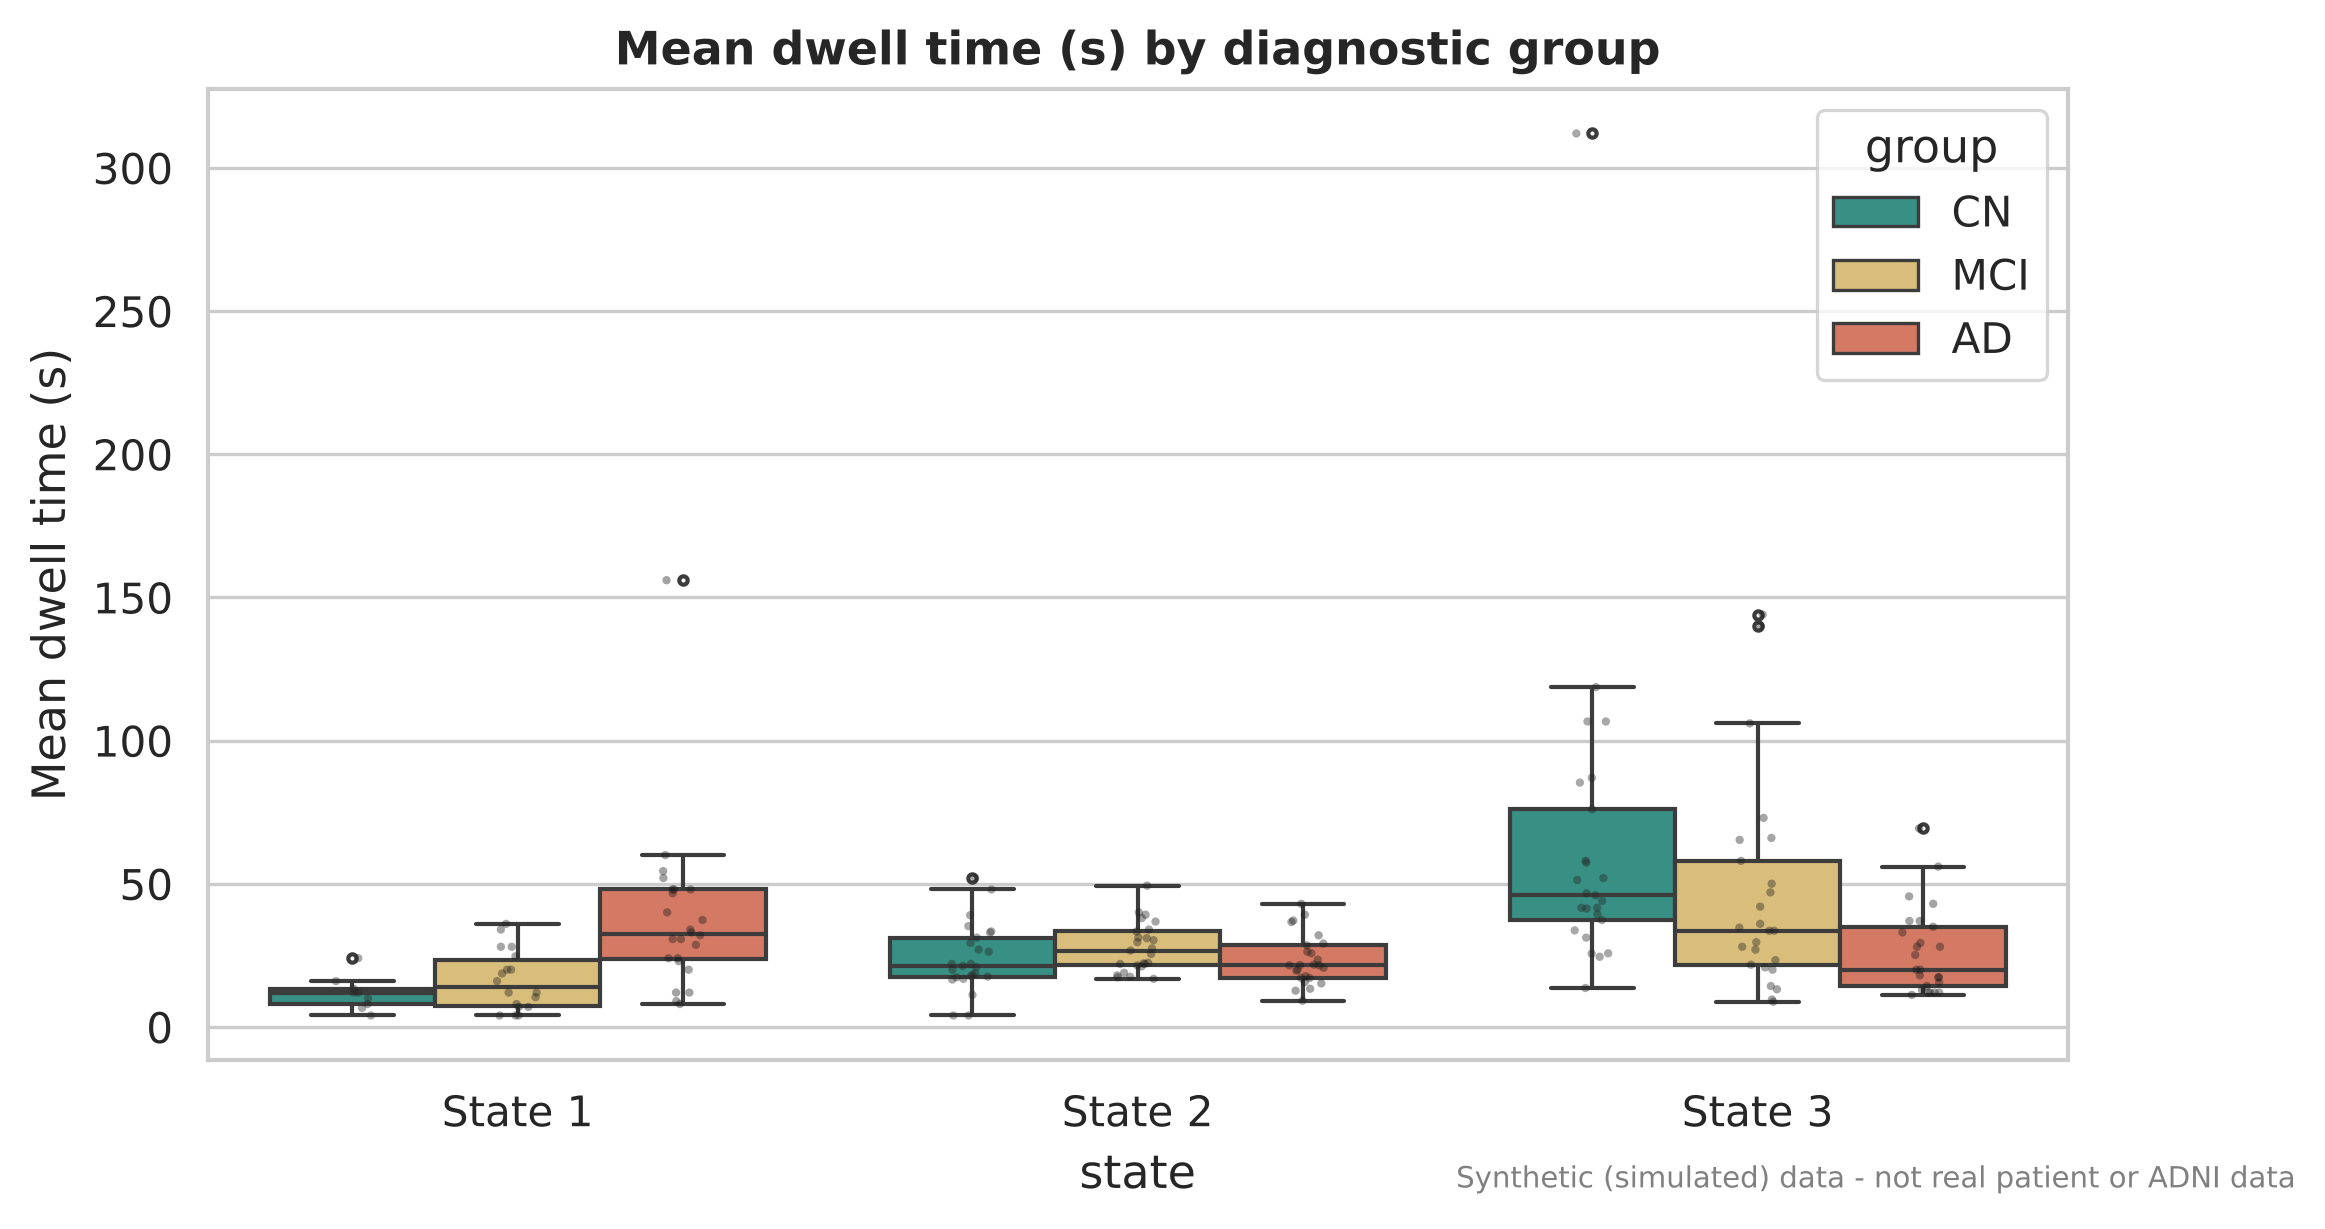 Mean dwell time (s) by diagnostic group
Mean dwell time (s)
300
250
200
150
100
50
0
group
CN
MCI
AD
State 1
State 2
State 3
state
Synthetic (simulated) data - not real patient or ADNI data